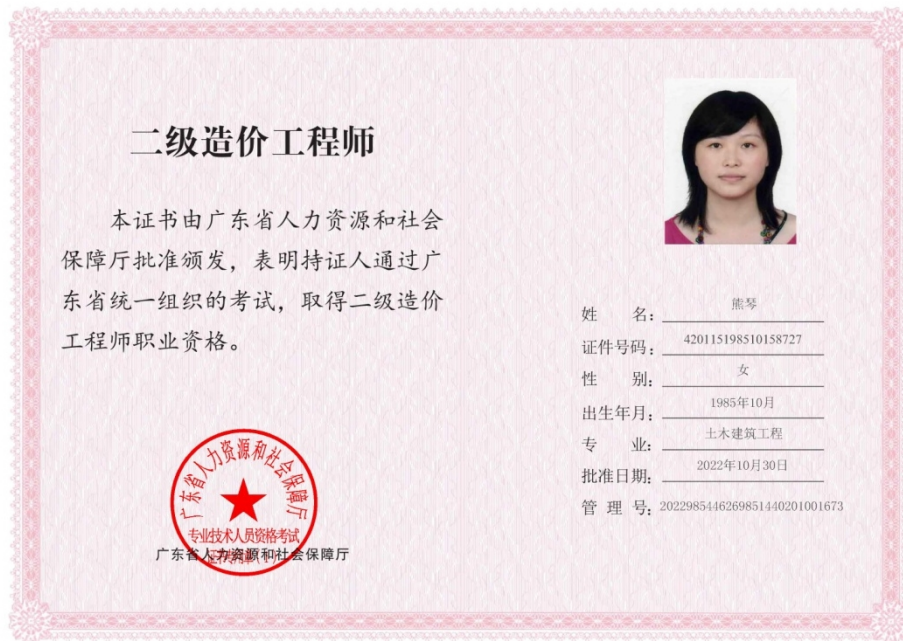 二级造价工程师
本证书由广东省人力资源和社会
保障厅批准颁发，表明持证人通过广
东省统一组织的考试，取得二级造价
工程师职业资格。
广东省人力资源和社会保障厅
专业技术人员资格考试
广东省人力资源和社会保障厅
姓名：熊琴
证件号码：420115198510158727
性别：女
出生年月：1985年10月
专业：土木建筑工程
批准日期：2022年10月30日
管理号：2022985446269851440201001673